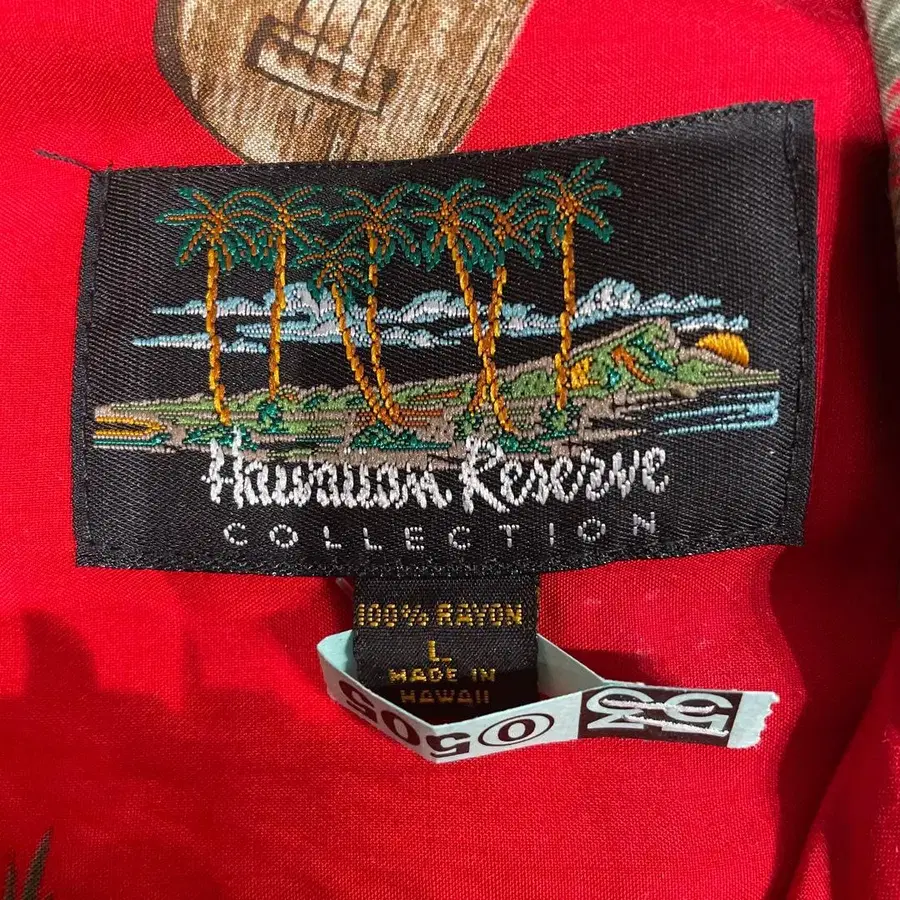 Hawaiian Reserve
COLLECTION
100% RAYON
L
MADE IN
HAWAII
0505